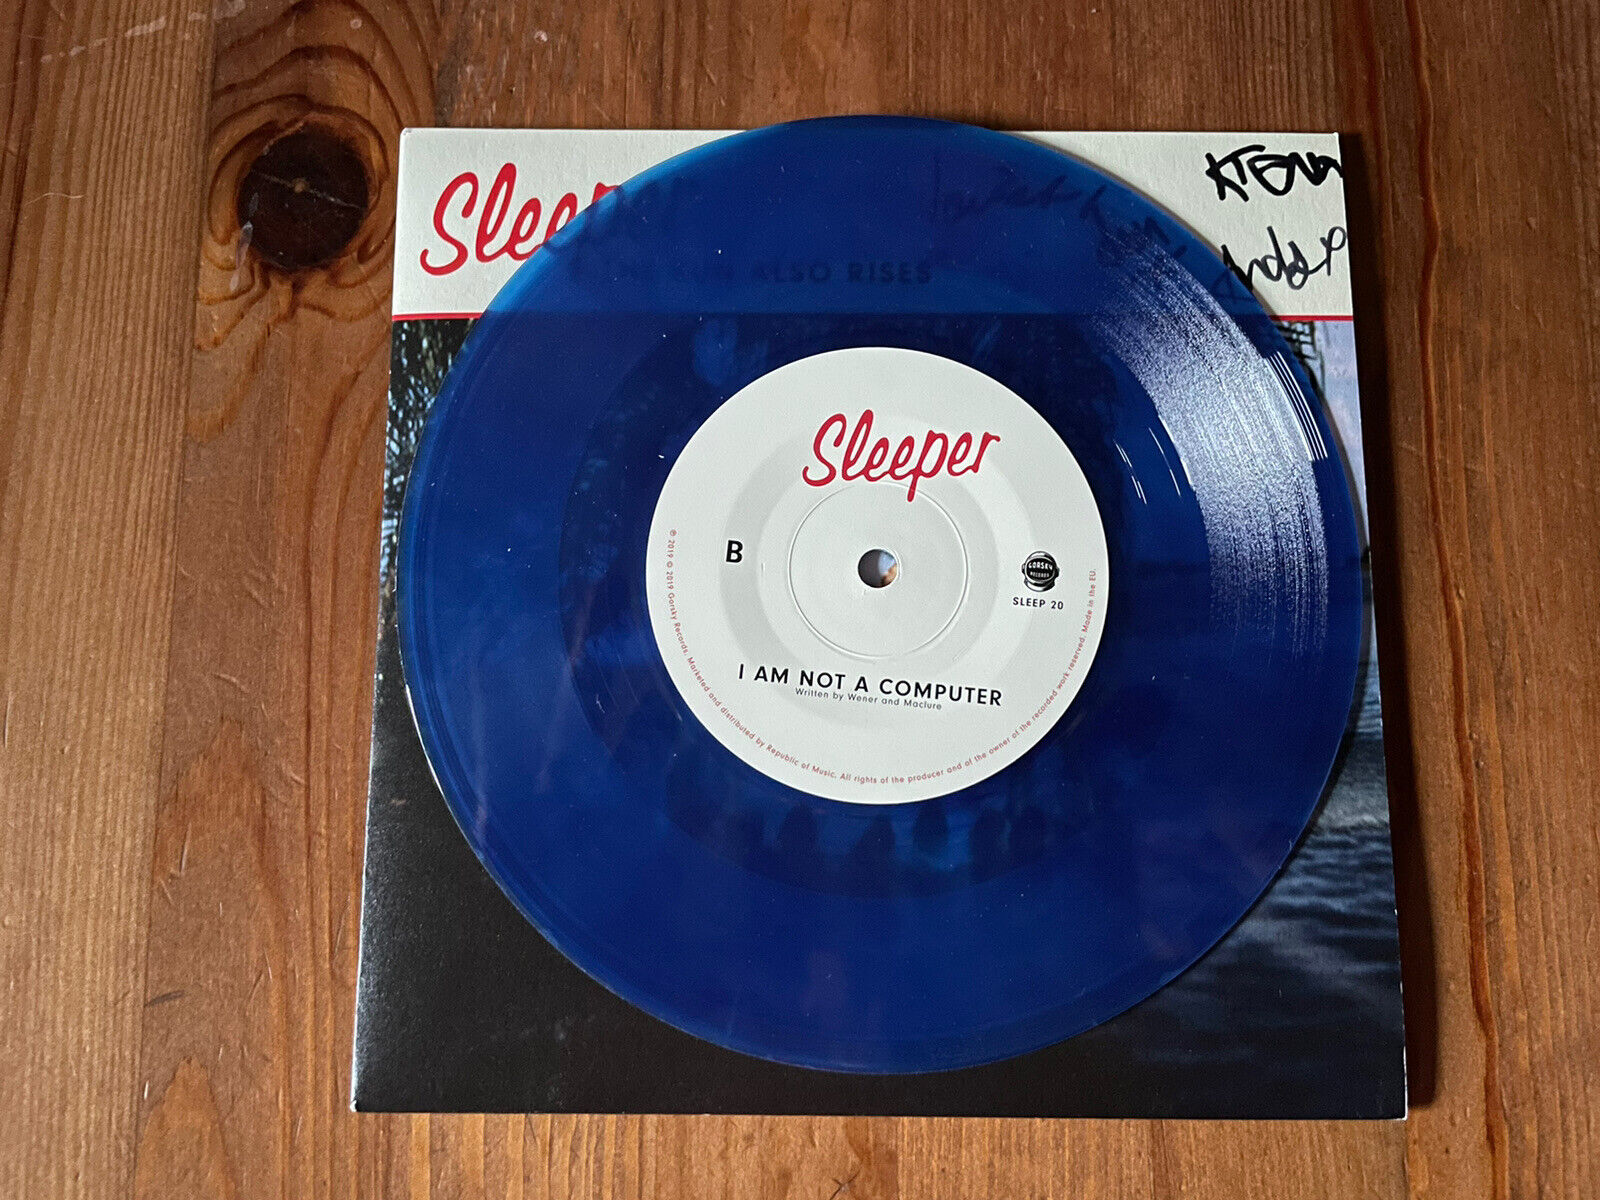 Sleeper
ALSO RISES
Sleeper
B
GORSKY
RECORDS
SLEEP 20
I AM NOT A COMPUTER
Written by Wener and Maclure
℗ 2019 © 2019 Gorsky Records. Marketed and distributed by Republic of Music. All rights of the producer and of the owner of the recorded work reserved. Made in the EU.